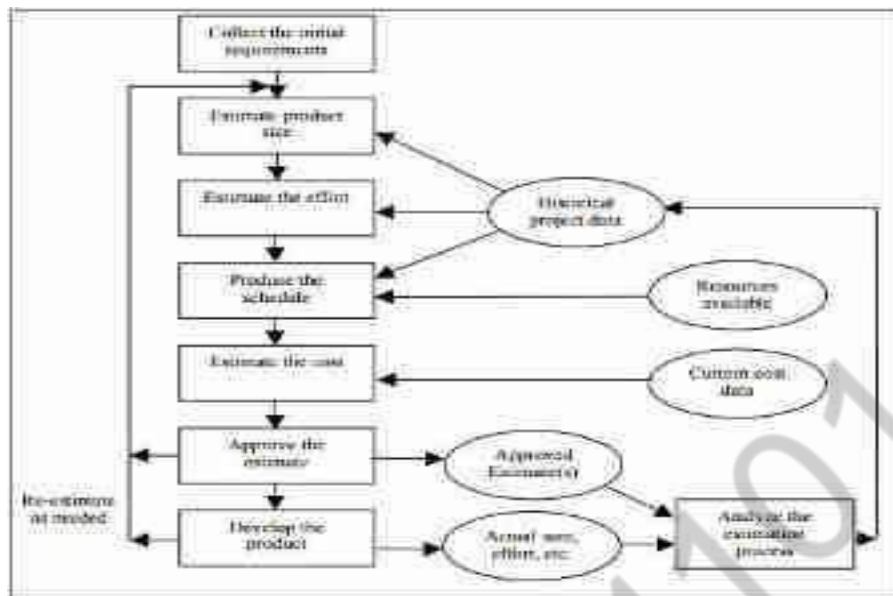 Collect the initial
requirements
Estimate product
size
Estimate the effort
Historical
project data
Produce the
schedule
Resources
available
Estimate the cost
Current cost
data
Approve the
estimate
Approved
Estimate(s)
Re-estimate
as needed
Develop the
product
Actual size,
effort, etc.
Analyze the
estimation
process
1101